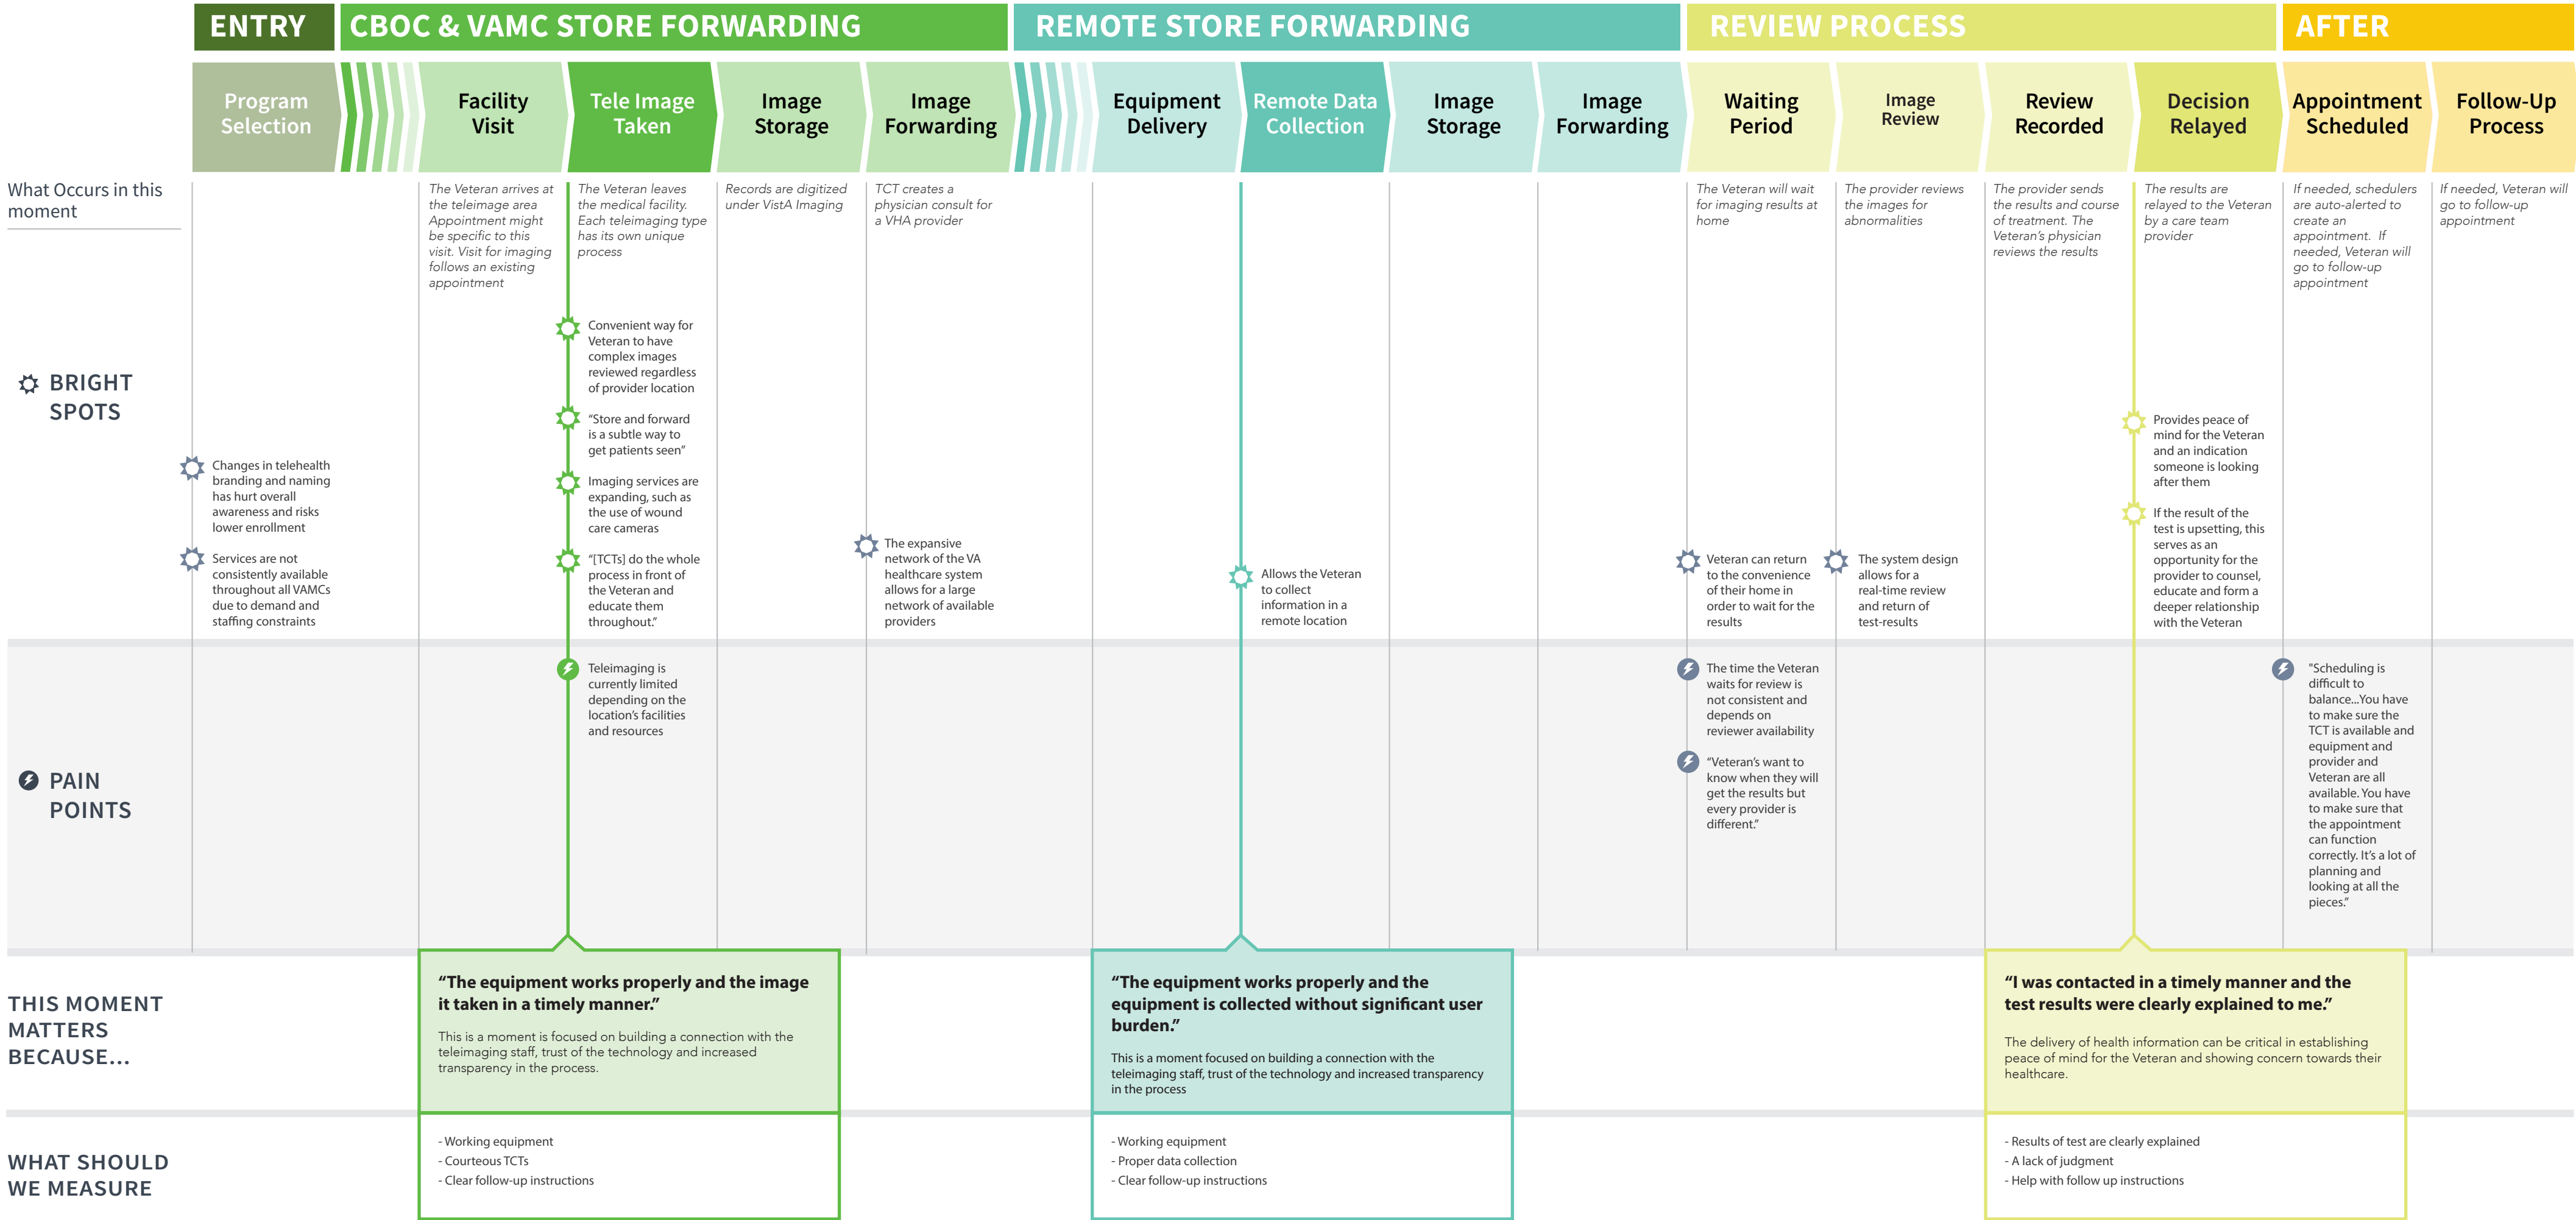 ENTRY
CBOC & VAMC STORE FORWARDING
REMOTE STORE FORWARDING
REVIEW PROCESS
AFTER
Program
Selection
Facility
Visit
Tele Image
Taken
Image
Storage
Image
Forwarding
Equipment
Delivery
Remote Data
Collection
Image
Storage
Image
Forwarding
Waiting
Period
Image
Review
Review
Recorded
Decision
Relayed
Appointment
Scheduled
Follow-Up
Process
What Occurs in this
moment
The Veteran arrives at
the teleimage area
Appointment might
be specific to this
visit. Visit for imaging
follows an existing
appointment
The Veteran leaves
the medical facility.
Each teleimaging type
has its own unique
process
Records are digitized
under VistA Imaging
TCT creates a
physician consult for
a VHA provider
The Veteran will wait
for imaging results at
home
The provider reviews
the images for
abnormalities
The provider sends
the results and course
of treatment. The
Veteran’s physician
reviews the results
The results are
relayed to the Veteran
by a care team
provider
If needed, schedulers
are auto-alerted to
create an
appointment. If
needed, Veteran will
go to follow-up
appointment
If needed, Veteran will
go to follow-up
appointment
BRIGHT
SPOTS
Changes in telehealth
branding and naming
has hurt overall
awareness and risks
lower enrollment
Services are not
consistently available
throughout all VAMCs
due to demand and
staffing constraints
Convenient way for
Veteran to have
complex images
reviewed regardless
of provider location
“Store and forward
is a subtle way to
get patients seen”
Imaging services are
expanding, such as
the use of wound
care cameras
“[TCTs] do the whole
process in front of
the Veteran and
educate them
throughout.”
The expansive
network of the VA
healthcare system
allows for a large
network of available
providers
Allows the Veteran
to collect
information in a
remote location
Veteran can return
to the convenience
of their home in
order to wait for the
results
The system design
allows for a
real-time review
and return of
test-results
Provides peace of
mind for the Veteran
and an indication
someone is looking
after them
If the result of the
test is upsetting, this
serves as an
opportunity for the
provider to counsel,
educate and form a
deeper relationship
with the Veteran
PAIN
POINTS
Teleimaging is
currently limited
depending on the
location’s facilities
and resources
The time the Veteran
waits for review is
not consistent and
depends on
reviewer availability
“Veteran’s want to
know when they will
get the results but
every provider is
different.”
"Scheduling is
difficult to
balance...You have
to make sure the
TCT is available and
equipment and
provider and
Veteran are all
available. You have
to make sure that
the appointment
can function
correctly. It’s a lot of
planning and
looking at all the
pieces.”
THIS MOMENT
MATTERS
BECAUSE...
“The equipment works properly and the image
it taken in a timely manner.”
This is a moment is focused on building a connection with the
teleimaging staff, trust of the technology and increased
transparency in the process.
“The equipment works properly and the
equipment is collected without significant user
burden.”
This is a moment focused on building a connection with the
teleimaging staff, trust of the technology and increased transparency
in the process
“I was contacted in a timely manner and the
test results were clearly explained to me.”
The delivery of health information can be critical in establishing
peace of mind for the Veteran and showing concern towards their
healthcare.
WHAT SHOULD
WE MEASURE
- Working equipment
- Courteous TCTs
- Clear follow-up instructions
- Working equipment
- Proper data collection
- Clear follow-up instructions
- Results of test are clearly explained
- A lack of judgment
- Help with follow up instructions